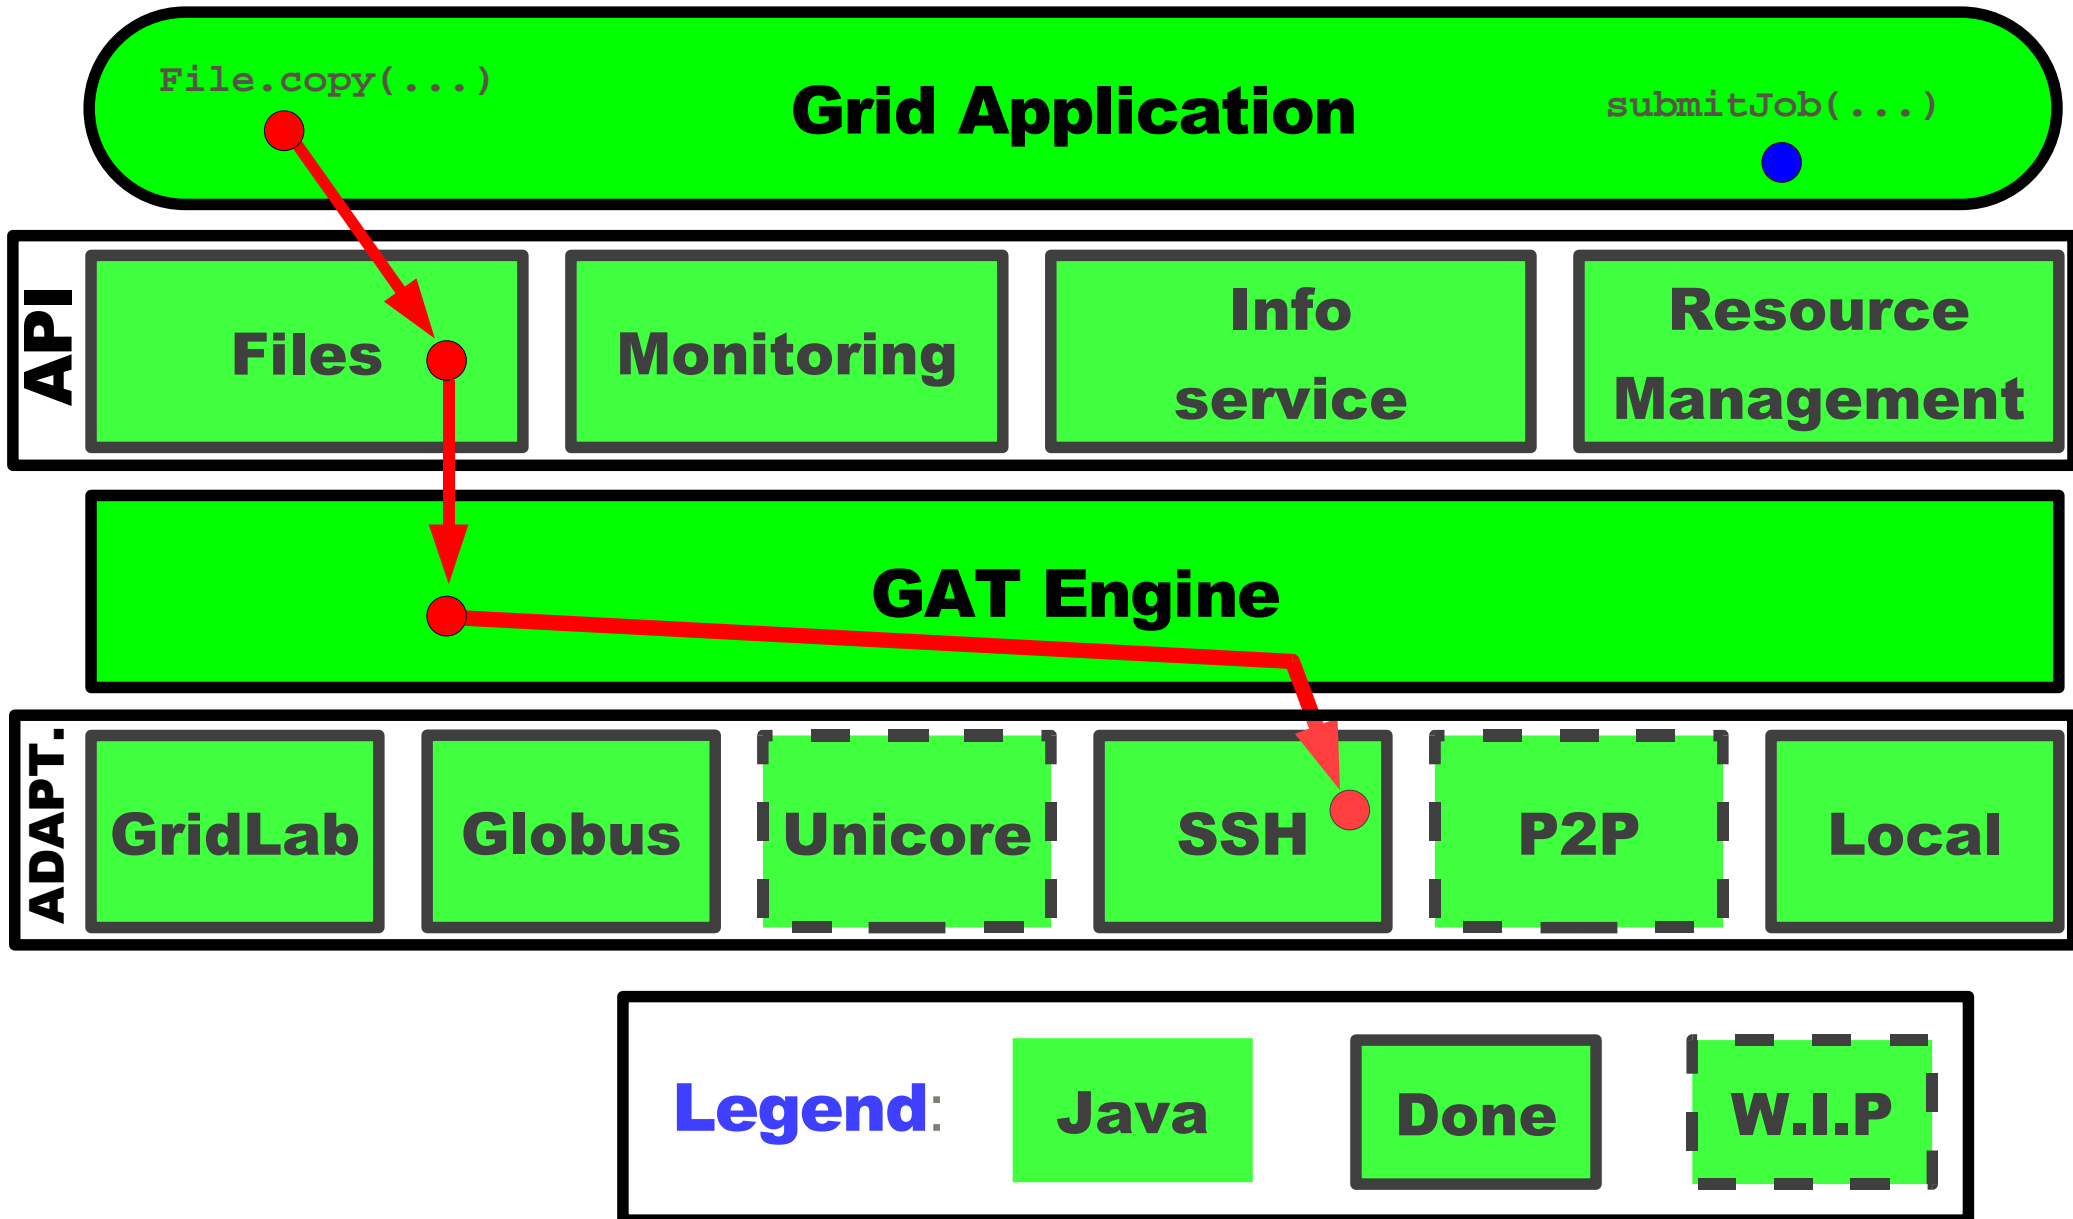 File.copy(...)
Grid Application
submitJob(...)
API
Files
Monitoring
Info
service
Resource
Management
GAT Engine
ADAPT.
GridLab
Globus
Unicore
SSH
P2P
Local
Legend:
Java
Done
W.I.P